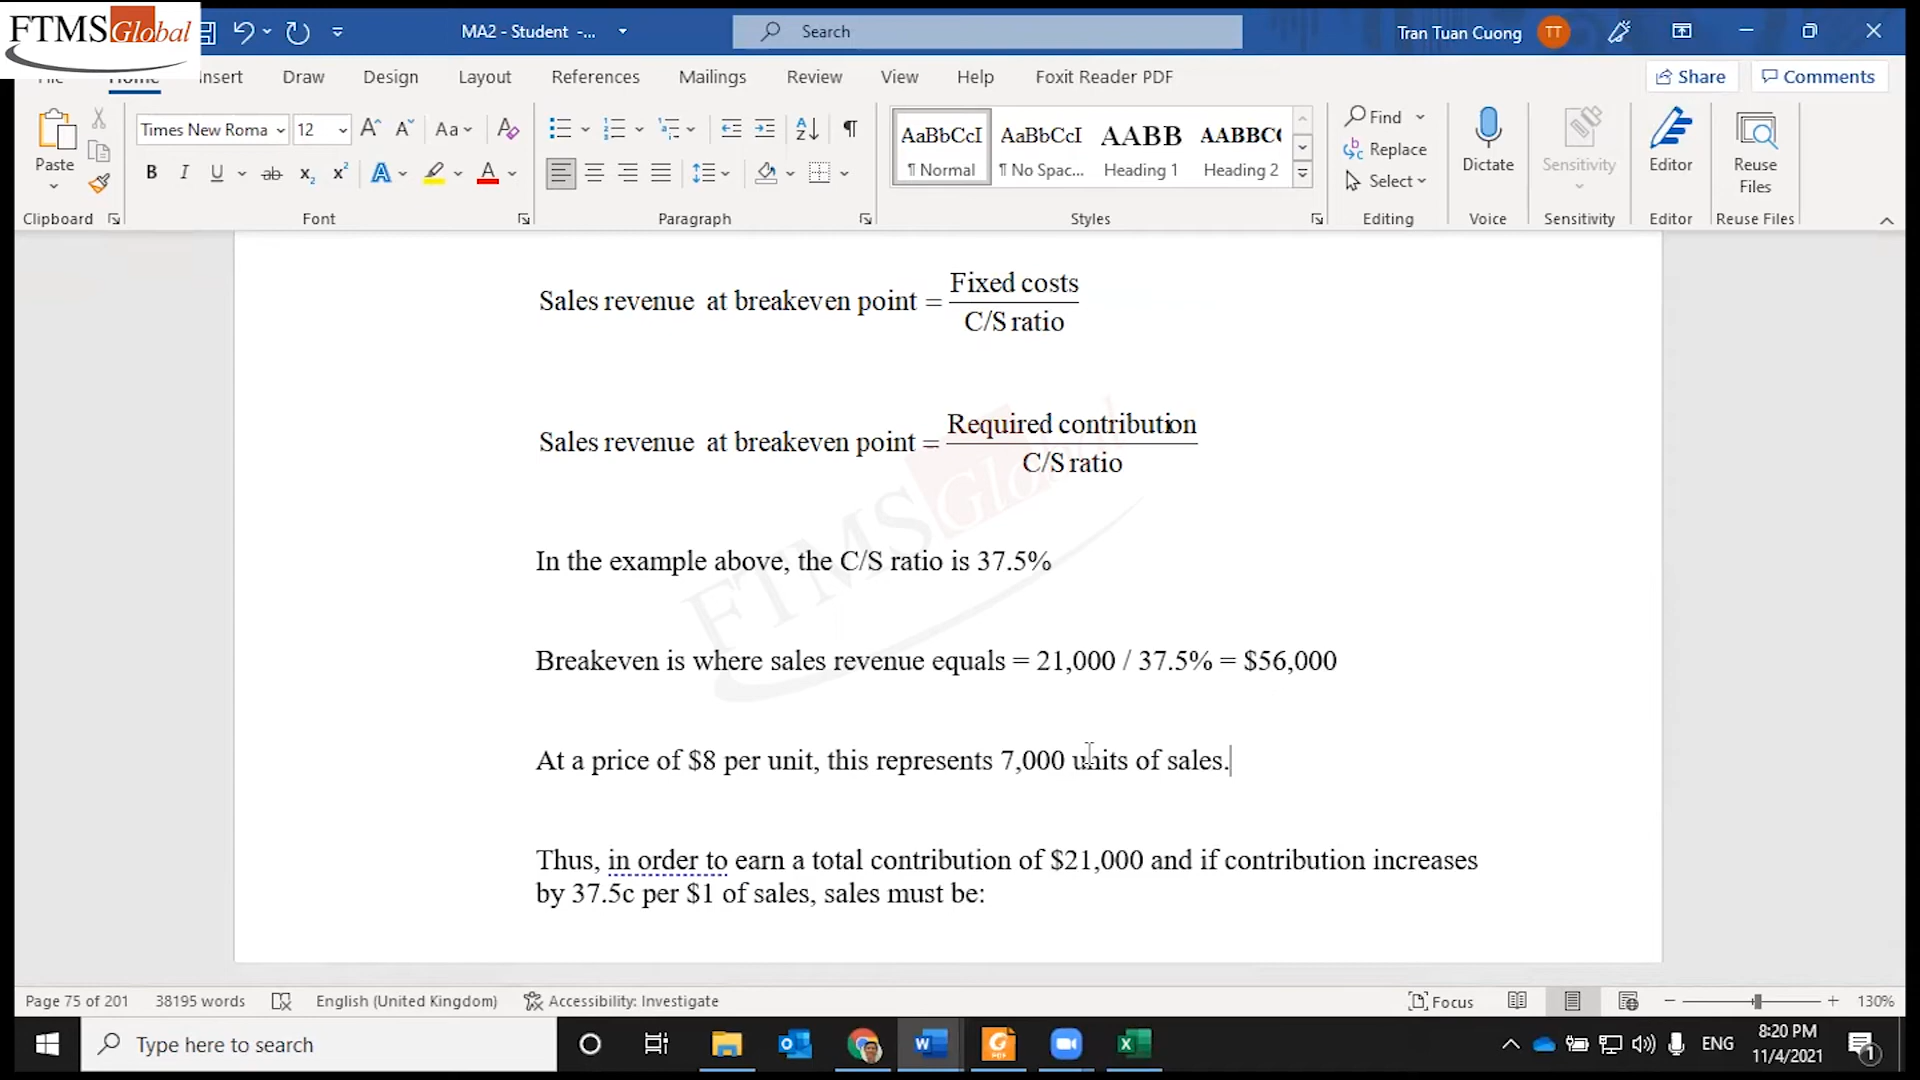 FTMSGlobal
MA2 - Student -...
Search
Tran Tuan Cuong
TT
Home
Insert
Draw
Design
Layout
References
Mailings
Review
View
Help
Foxit Reader PDF
Share
Comments
Paste
Times New Roma
12
Aa
B I U ab x₂ x² A A
Clipboard
Font
Paragraph
AaBbCcI
¶ Normal
AaBbCcI
¶ No Spac...
AABB
Heading 1
AABBC(
Heading 2
Styles
Find
Replace
Select
Editing
Dictate
Voice
Sensitivity
Sensitivity
Editor
Editor
Reuse
Files
Reuse Files
Sales revenue at breakeven point = Fixed costs
C/S ratio
Sales revenue at breakeven point = Required contribution
C/S ratio
FTMSGlobal
In the example above, the C/S ratio is 37.5%
Breakeven is where sales revenue equals = 21,000 / 37.5% = $56,000
At a price of $8 per unit, this represents 7,000 units of sales.
Thus, in order to earn a total contribution of $21,000 and if contribution increases
by 37.5c per $1 of sales, sales must be:
Page 75 of 201
38195 words
English (United Kingdom)
Accessibility: Investigate
Focus
130%
Type here to search
ENG
8:20 PM
11/4/2021
1